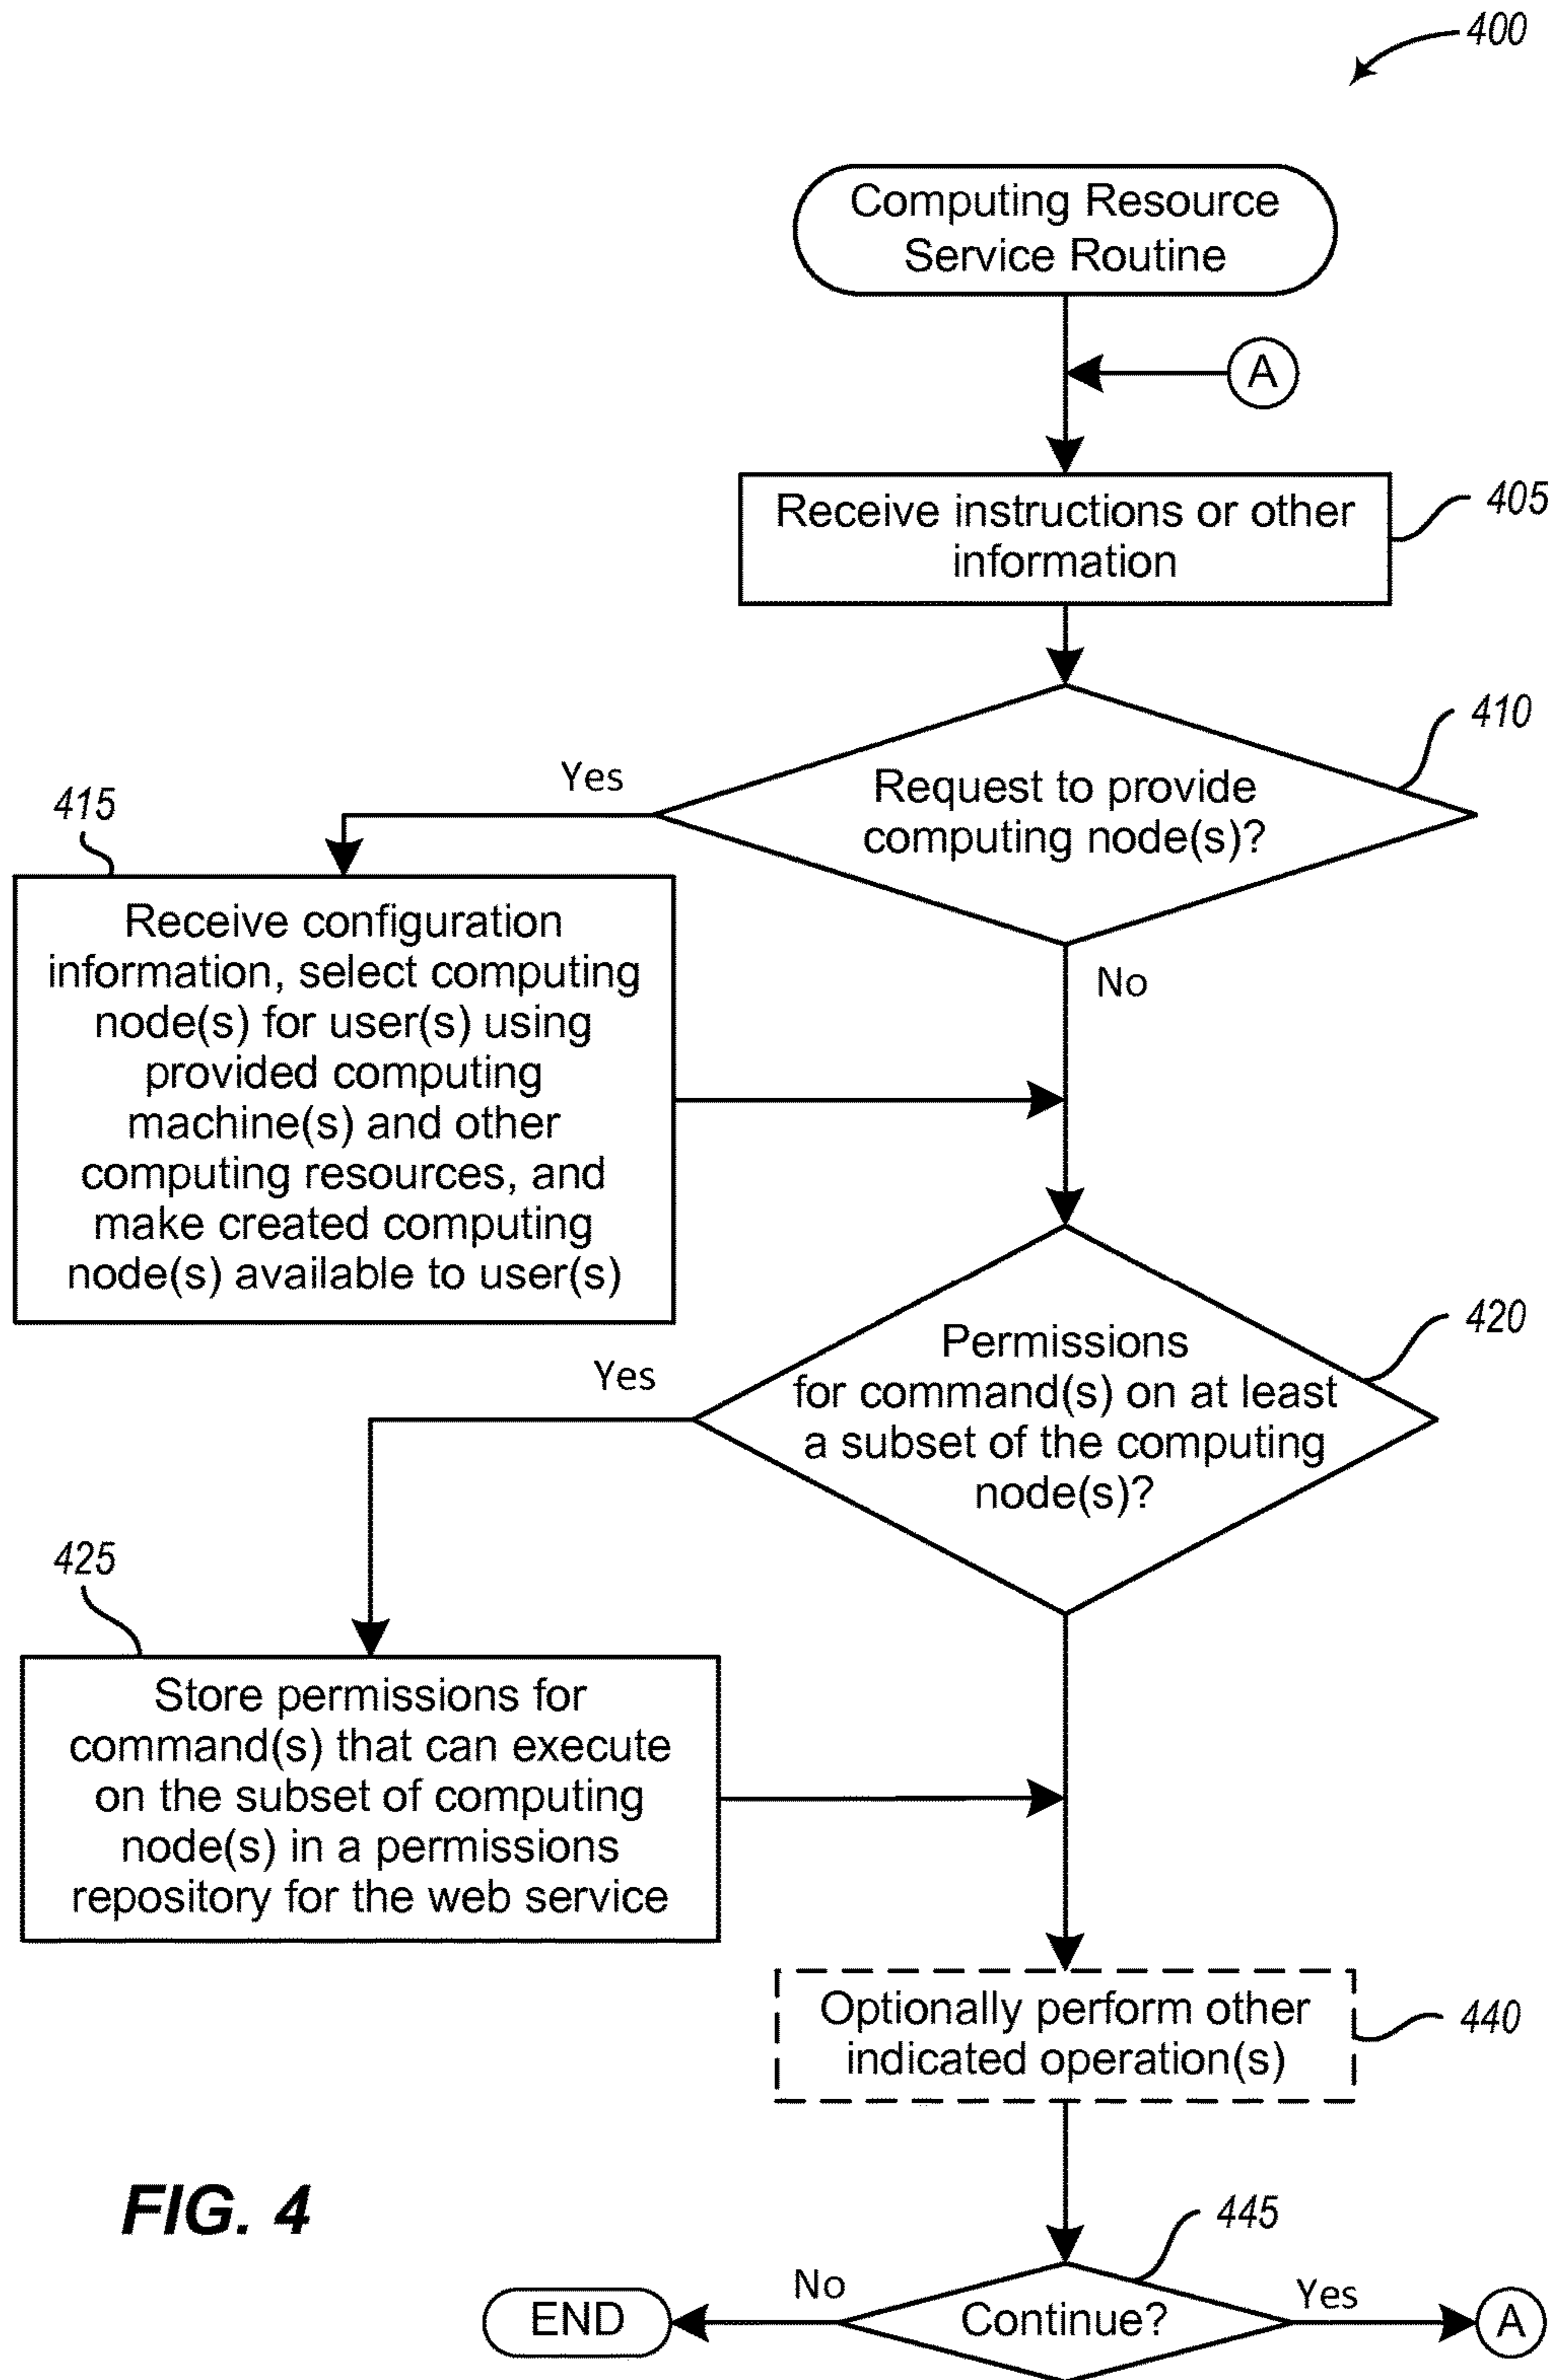 400
Computing Resource
Service Routine
A
Receive instructions or other
information
405
410
Request to provide
computing node(s)?
Yes
No
415
Receive configuration
information, select computing
node(s) for user(s) using
provided computing
machine(s) and other
computing resources, and
make created computing
node(s) available to user(s)
420
Permissions
for command(s) on at least
a subset of the computing
node(s)?
Yes
425
Store permissions for
command(s) that can execute
on the subset of computing
node(s) in a permissions
repository for the web service
Optionally perform other
indicated operation(s)
440
FIG. 4
445
Continue?
No
END
Yes
A